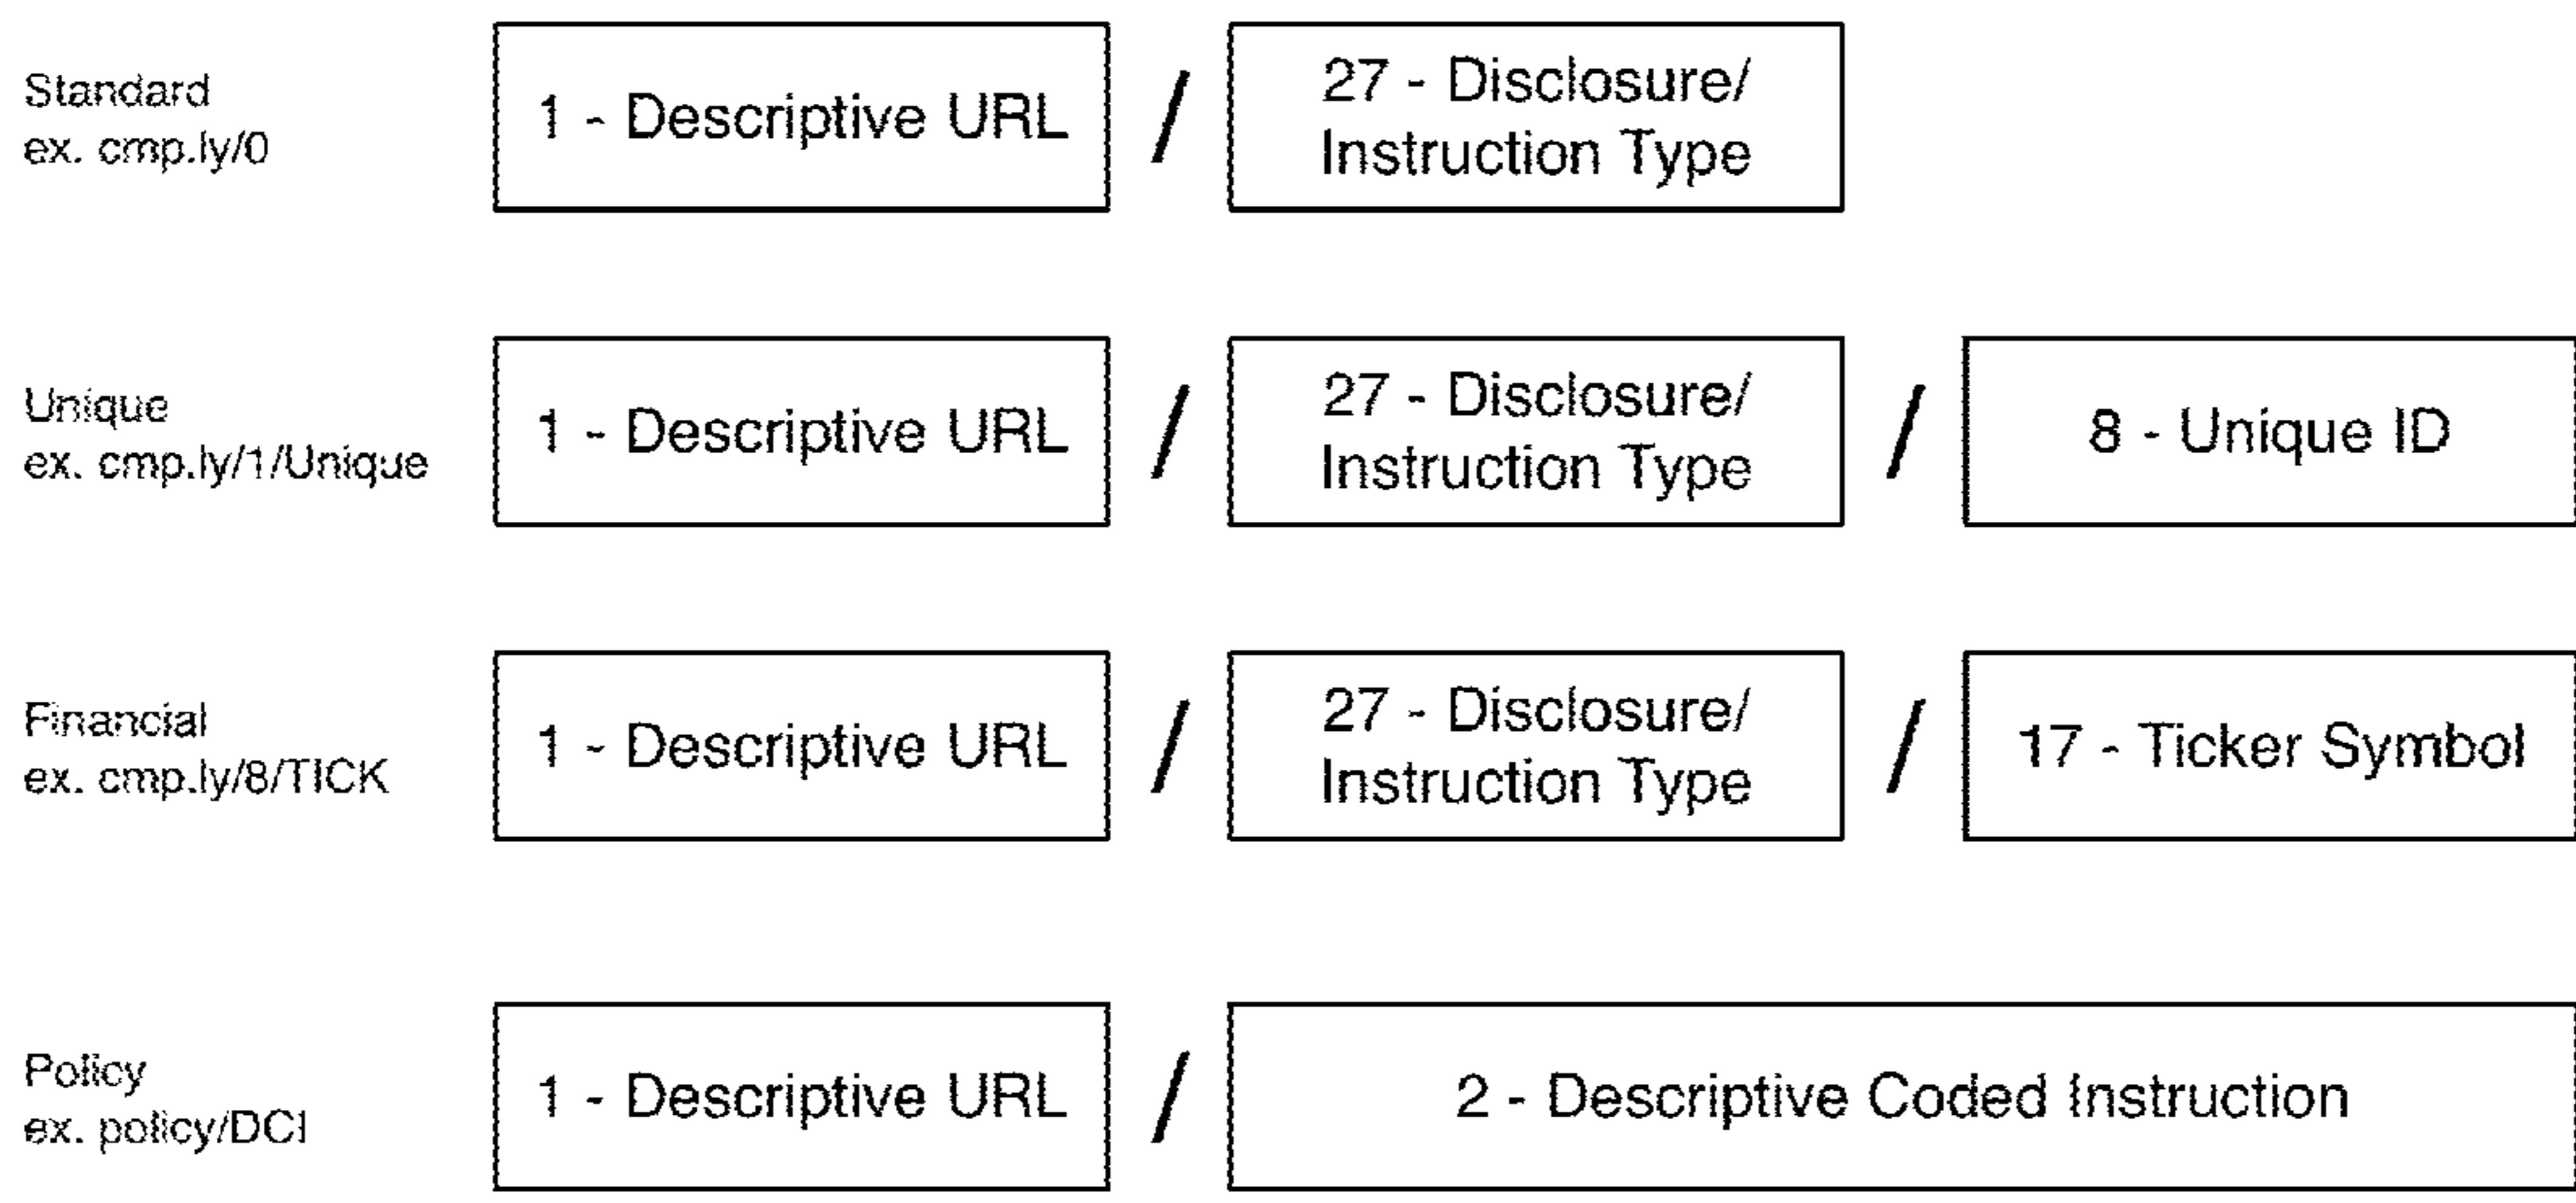 Standard
ex. cmp.ly/0
1 - Descriptive URL
/
27 - Disclosure/
Instruction Type
Unique
ex. cmp.ly/1/Unique
1 - Descriptive URL
/
27 - Disclosure/
Instruction Type
/
8 - Unique ID
Financial
ex. cmp.ly/8/TICK
1 - Descriptive URL
/
27 - Disclosure/
Instruction Type
/
17 - Ticker Symbol
Policy
ex. policy/DCI
1 - Descriptive URL
/
2 - Descriptive Coded Instruction